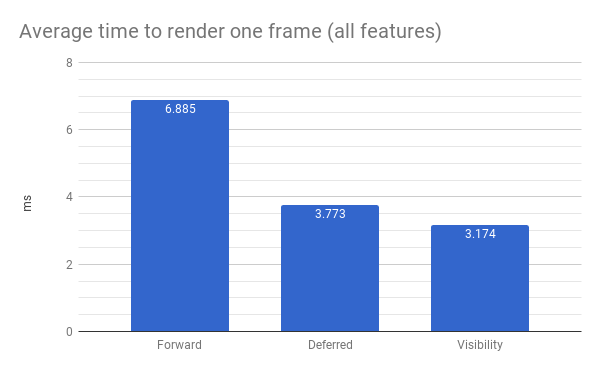 Average time to render one frame (all features)
8
6
4
2
0
ms
6.885
3.773
3.174
Forward
Deferred
Visibility